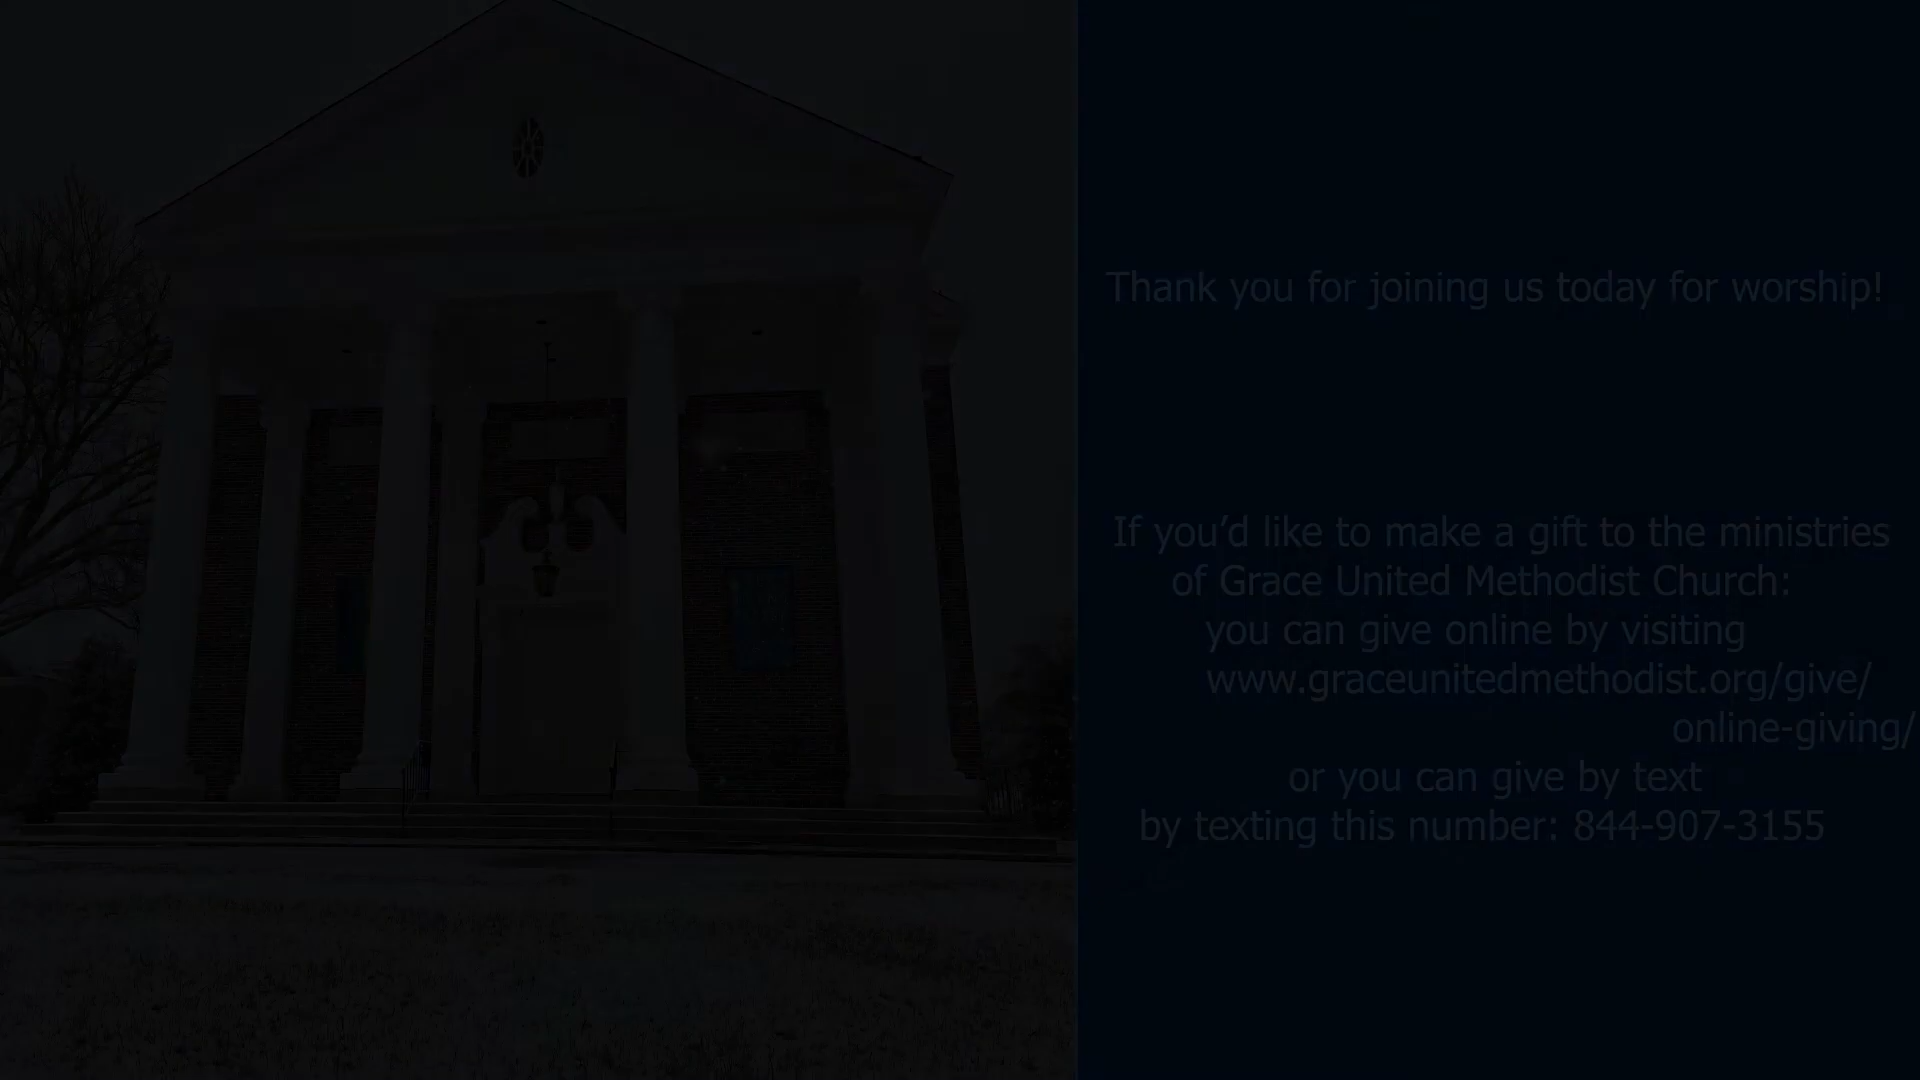 Thank you for joining us today for worship!
If you’d like to make a gift to the ministries
of Grace United Methodist Church:
you can give online by visiting
www.graceunitedmethodist.org/give/
online-giving/
or you can give by text
by texting this number: 844-907-3155